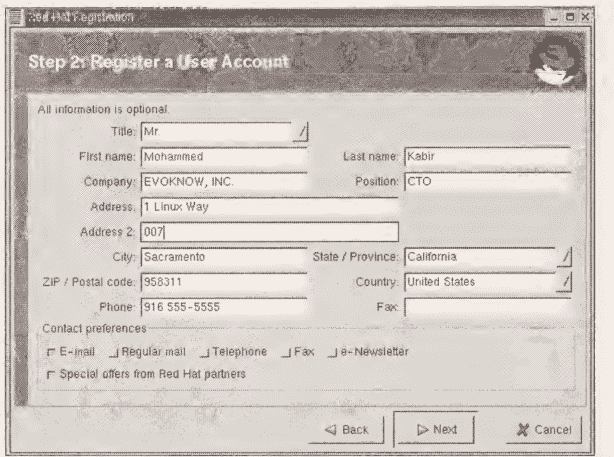 Red Hat Registration
Step 2: Register a User Account
All information is optional.
Title: Mr.
First name: Mohammed Last name: Kabir
Company: EVOKNOW, INC. Position: CTO
Address: 1 Linux Way
Address 2: 007
City: Sacramento State / Province: California
ZIP / Postal code: 958311 Country: United States
Phone: 916 555-5555 Fax:
Contact preferences
E-mail Regular mail Telephone Fax e-Newsletter
Special offers from Red Hat partners
Back Next Cancel